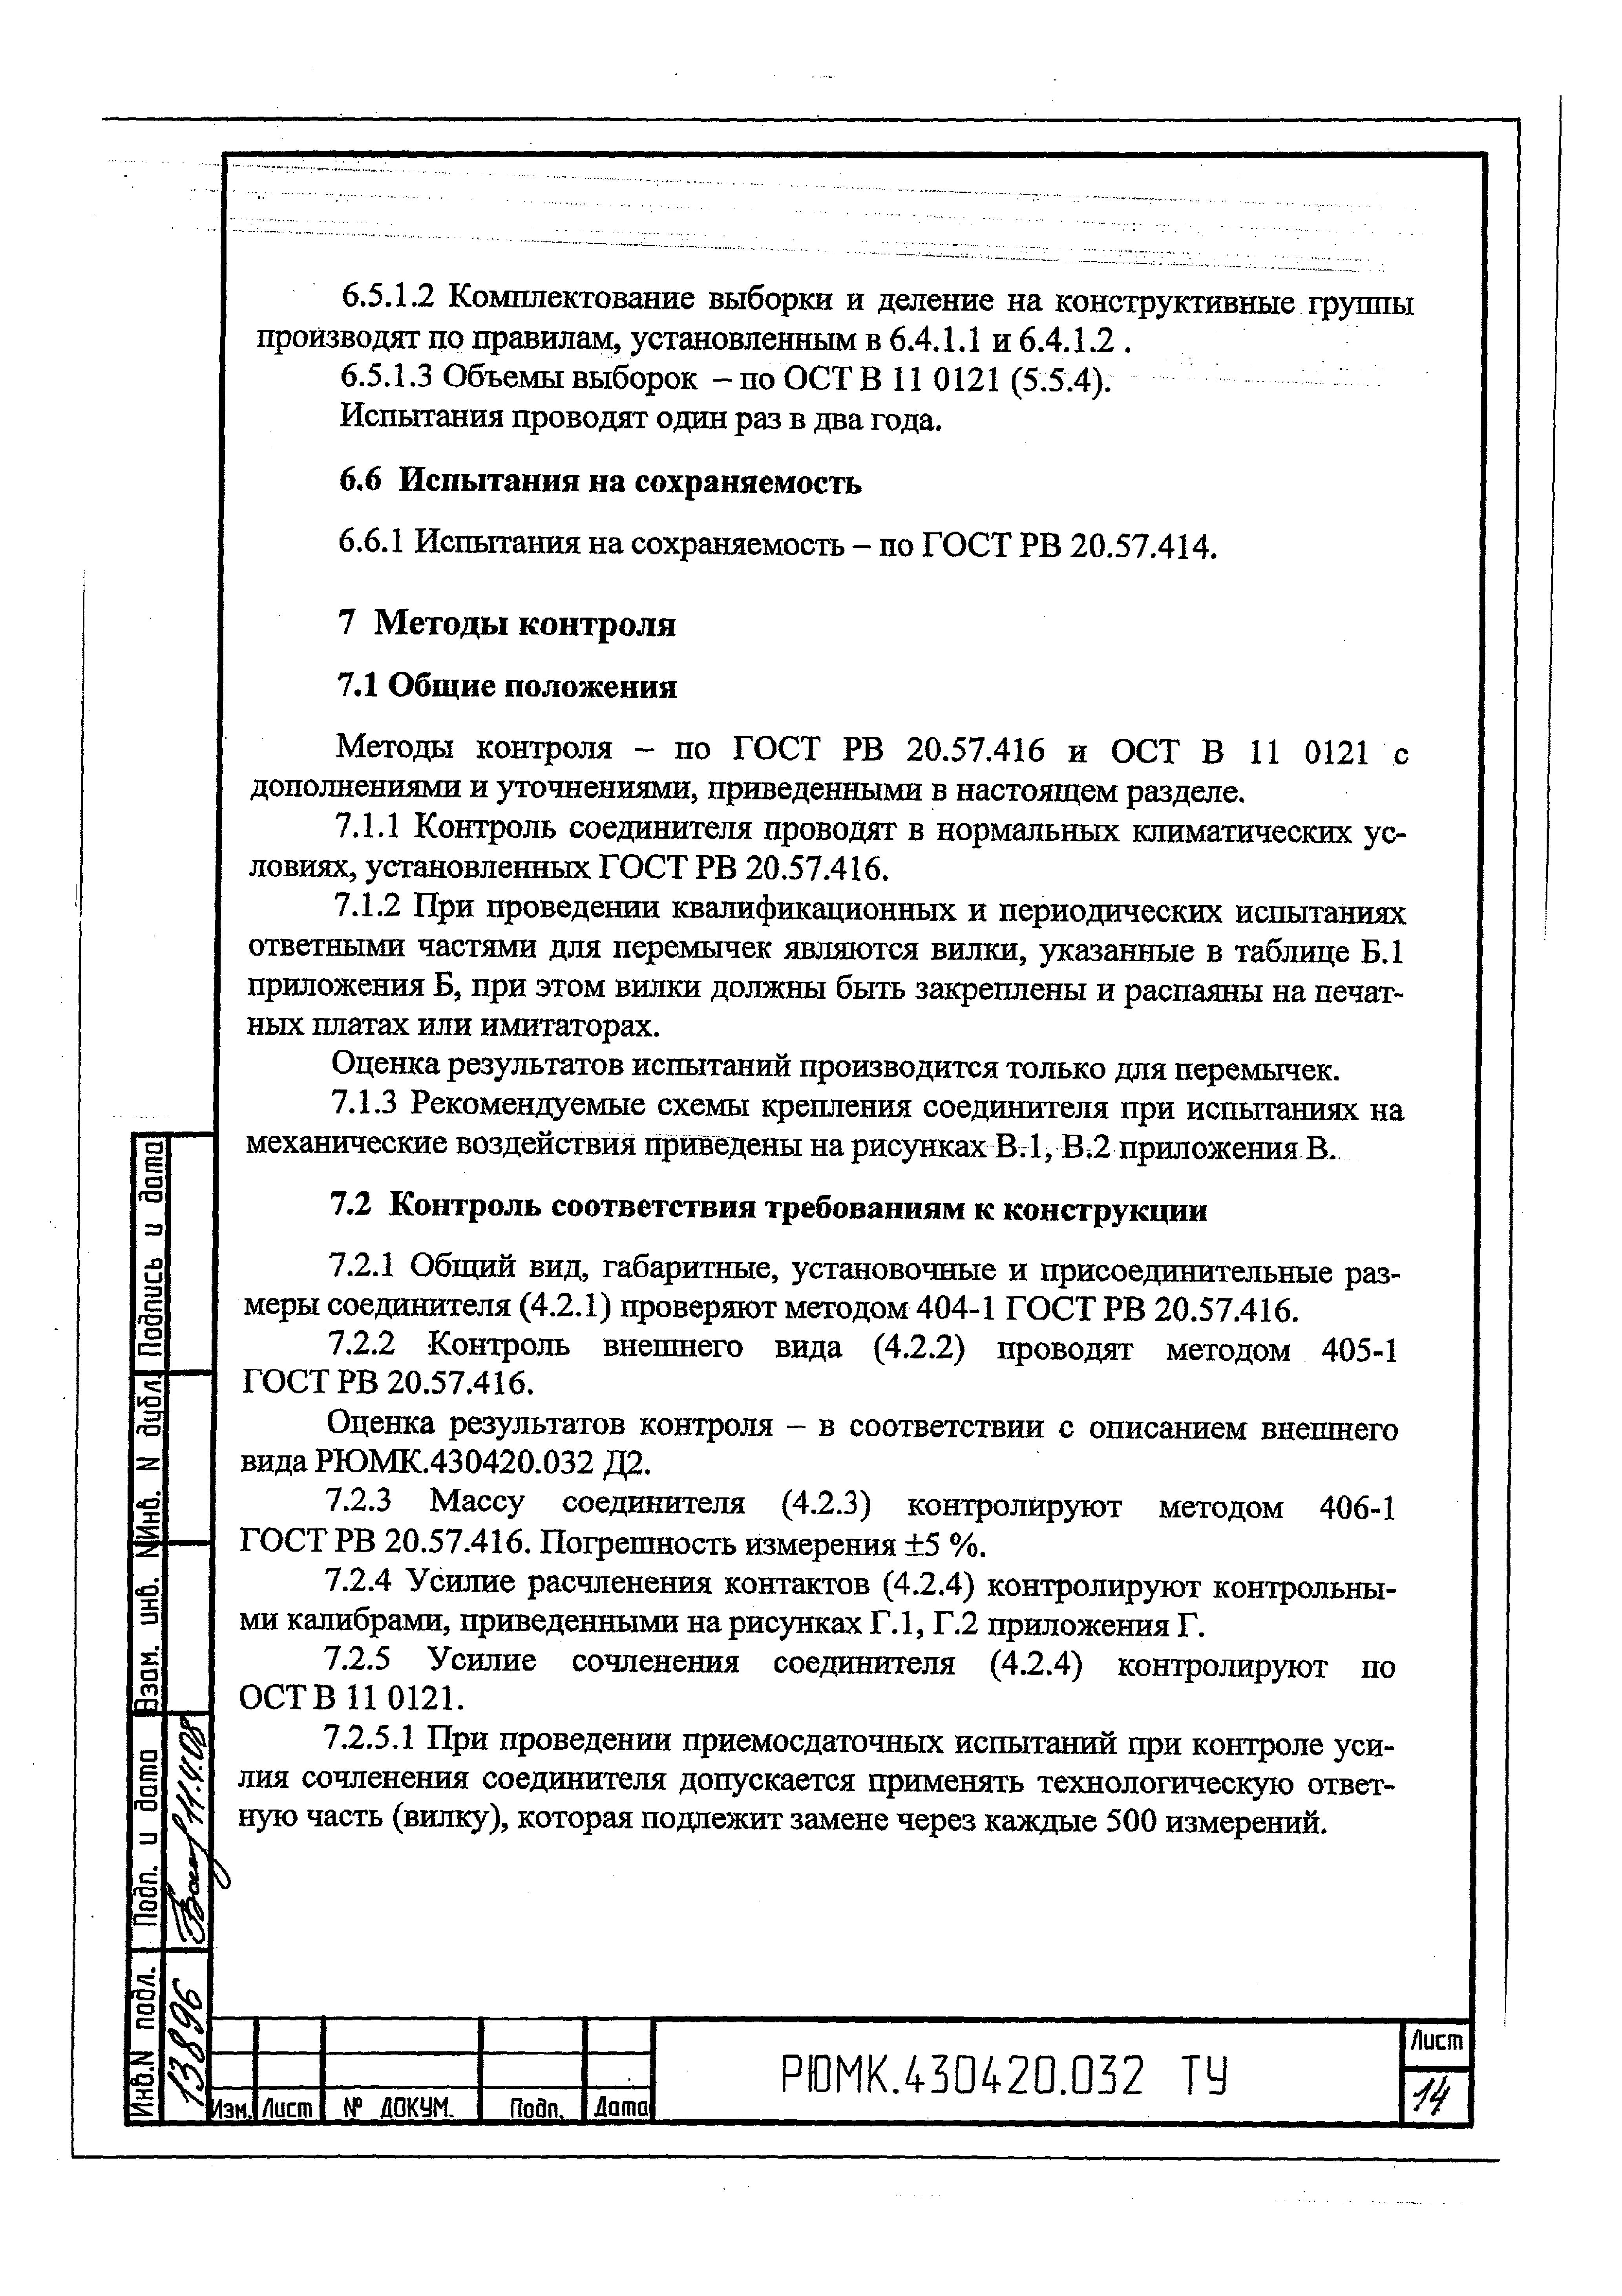 6.5.1.2 Комплектование выборки и деление на конструктивные группы
производят по правилам, установленным в 6.4.1.1 и 6.4.1.2 .
6.5.1.3 Объемы выборок – по ОСТ В 11 0121 (5.5.4).
Испытания проводят один раз в два года.
6.6 Испытания на сохраняемость
6.6.1 Испытания на сохраняемость – по ГОСТ РВ 20.57.414.
7 Методы контроля
7.1 Общие положения
Методы контроля – по ГОСТ РВ 20.57.416 и ОСТ В 11 0121 с
дополнениями и уточнениями, приведенными в настоящем разделе.
7.1.1 Контроль соединителя проводят в нормальных климатических ус-
ловиях, установленных ГОСТ РВ 20.57.416.
7.1.2 При проведении квалификационных и периодических испытаниях
ответными частями для перемычек являются вилки, указанные в таблице Б.1
приложения Б, при этом вилки должны быть закреплены и распаяны на печат-
ных платах или имитаторах.
Оценка результатов испытаний производится только для перемычек.
7.1.3 Рекомендуемые схемы крепления соединителя при испытаниях на
механические воздействия приведены на рисунках В.1, В.2 приложения В.
7.2 Контроль соответствия требованиям к конструкции
7.2.1 Общий вид, габаритные, установочные и присоединительные раз-
меры соединителя (4.2.1) проверяют методом 404-1 ГОСТ РВ 20.57.416.
7.2.2 Контроль внешнего вида (4.2.2) проводят методом 405-1
ГОСТ РВ 20.57.416.
Оценка результатов контроля – в соответствии с описанием внешнего
вида РЮМК.430420.032 Д2.
7.2.3 Массу соединителя (4.2.3) контролируют методом 406-1
ГОСТ РВ 20.57.416. Погрешность измерения ±5 %.
7.2.4 Усилие расчленения контактов (4.2.4) контролируют контрольны-
ми калибрами, приведенными на рисунках Г.1, Г.2 приложения Г.
7.2.5 Усилие сочленения соединителя (4.2.4) контролируют по
ОСТ В 11 0121.
7.2.5.1 При проведении приемосдаточных испытаний при контроле уси-
лия сочленения соединителя допускается применять технологическую ответ-
ную часть (вилку), которая подлежит замене через каждые 500 измерений.
Подпись и дата
Инв. N дубл.
Взам. инв. N
Подп. и дата
11.4.08
Инв.N подл.
13896
Изм. Лист № ДОКУМ. Подп. Дата
РЮМК.430420.032 ТУ
Лист
14